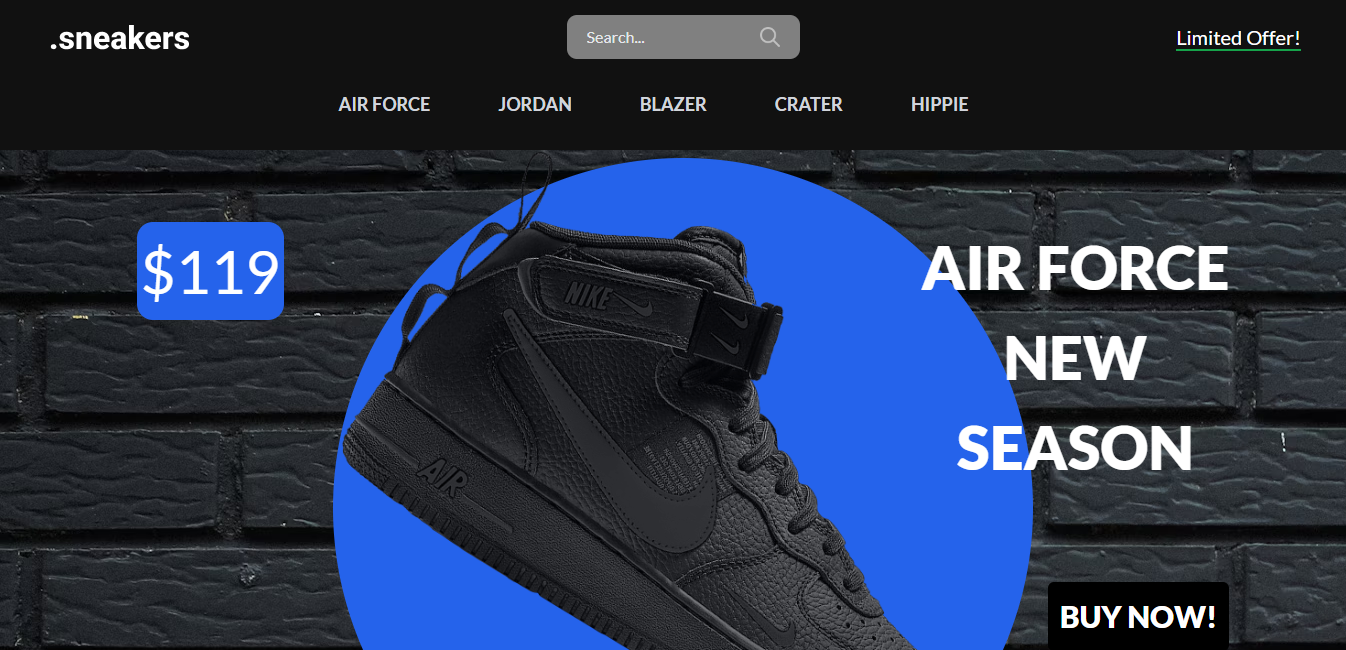 .sneakers
Search...
Limited Offer!
AIR FORCE
JORDAN
BLAZER
CRATER
HIPPIE
$119
AIR FORCE
NEW
SEASON
NIKE
AIR
BUY NOW!